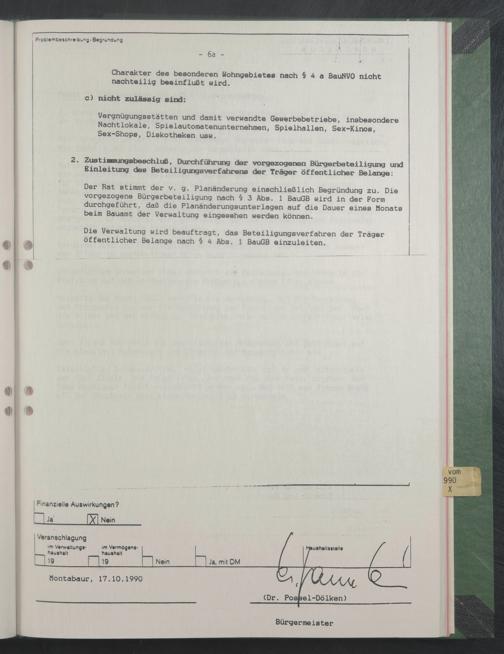 Problembeschreibung/Begründung
- 6a -
Charakter des besonderen Wohngebietes nach § 4 a BauNVO nicht
nachteilig beeinflußt wird.
c) nicht zulässig sind:
Vergnügungsstätten und damit verwandte Gewerbebetriebe, insbesondere
Nachtlokale, Spielautomatenunternehmen, Spielhallen, Sex-Kinos,
Sex-Shops, Diskotheken usw.
2. Zustimmungsbeschluß, Durchführung der vorgezogenen Bürgerbeteiligung und
Einleitung des Beteiligungsverfahrens der Träger öffentlicher Belange:
Der Rat stimmt der v. g. Planänderung einschließlich Begründung zu. Die
vorgezogene Bürgerbeteiligung nach § 3 Abs. 1 BauGB wird in der Form
durchgeführt, daß die Planänderungsunterlagen auf die Dauer eines Monats
beim Bauamt der Verwaltung eingesehen werden können.
Die Verwaltung wird beauftragt, das Beteiligungsverfahren der Träger
öffentlicher Belange nach § 4 Abs. 1 BauGB einzuleiten.
vom
990
X
Finanzielle Auswirkungen?
Ja X Nein
Veranschlagung
im Verwaltungs- im Vermögens- Haushaltsstelle
haushalt haushalt
19 19 Nein Ja, mit DM
Montabaur, 17.10.1990
(Dr. Possel-Dölken)
Bürgermeister